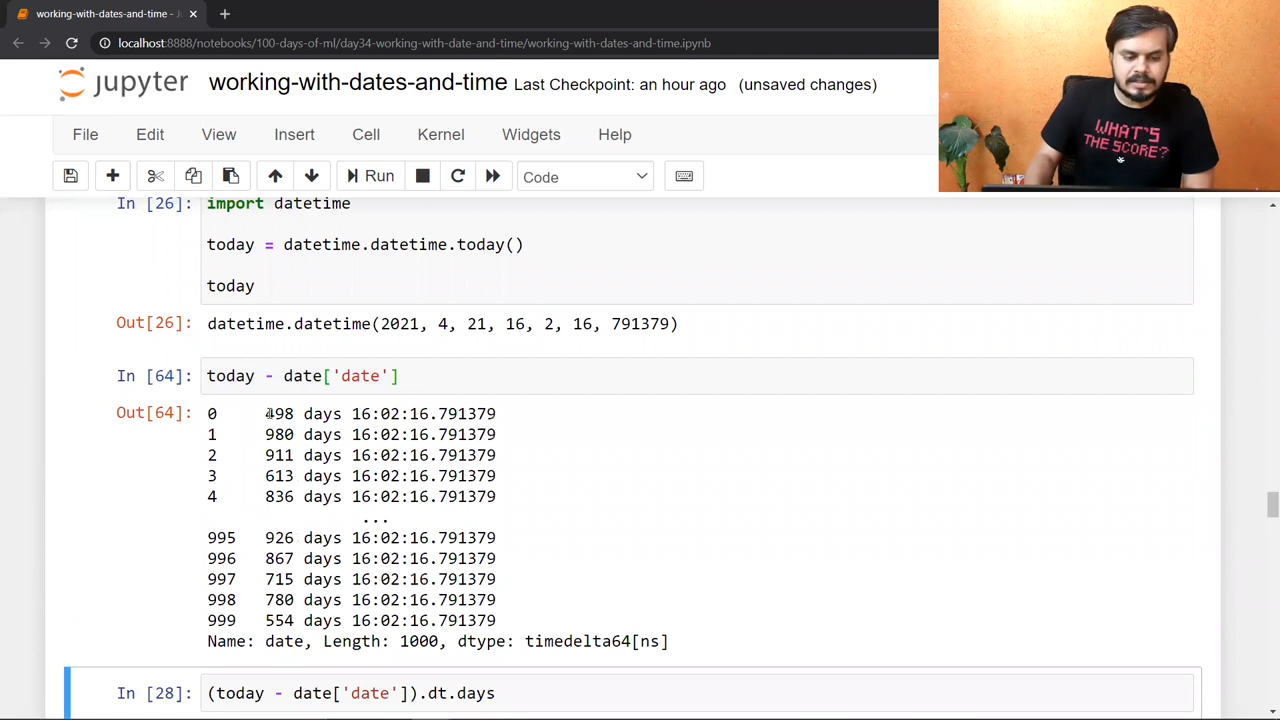 working-with-dates-and-time - Ju
localhost:8888/notebooks/100-days-of-ml/day34-working-with-date-and-time/working-with-dates-and-time.ipynb
jupyter working-with-dates-and-time Last Checkpoint: an hour ago (unsaved changes)
WHAT'S
THE SCORE?
File Edit View Insert Cell Kernel Widgets Help
Run Code
In [26]: import datetime
today = datetime.datetime.today()
today
Out[26]: datetime.datetime(2021, 4, 21, 16, 2, 16, 791379)
In [64]: today - date['date']
Out[64]: 0 498 days 16:02:16.791379
1 980 days 16:02:16.791379
2 911 days 16:02:16.791379
3 613 days 16:02:16.791379
4 836 days 16:02:16.791379
...
995 926 days 16:02:16.791379
996 867 days 16:02:16.791379
997 715 days 16:02:16.791379
998 780 days 16:02:16.791379
999 554 days 16:02:16.791379
Name: date, Length: 1000, dtype: timedelta64[ns]
In [28]: (today - date['date']).dt.days